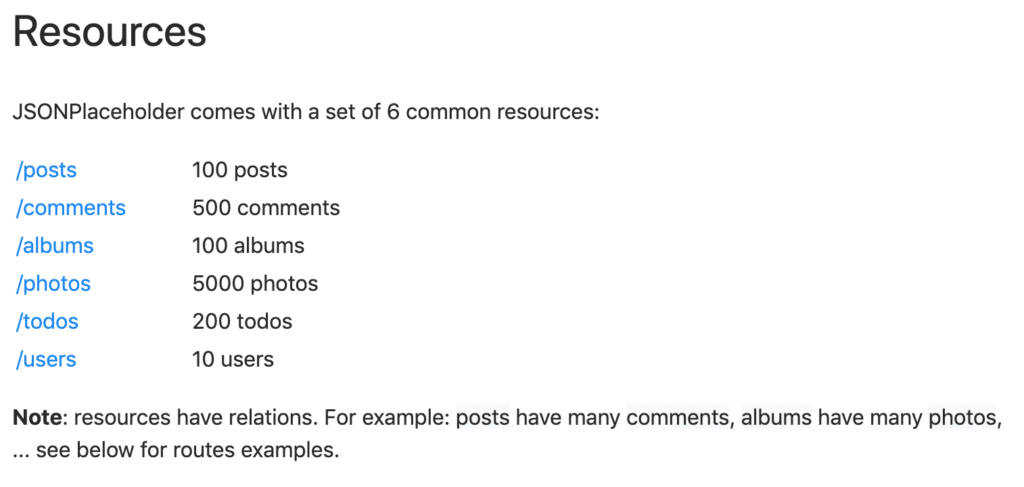 Resources
JSONPlaceholder comes with a set of 6 common resources:
/posts 100 posts
/comments 500 comments
/albums 100 albums
/photos 5000 photos
/todos 200 todos
/users 10 users
Note: resources have relations. For example: posts have many comments, albums have many photos,
... see below for routes examples.